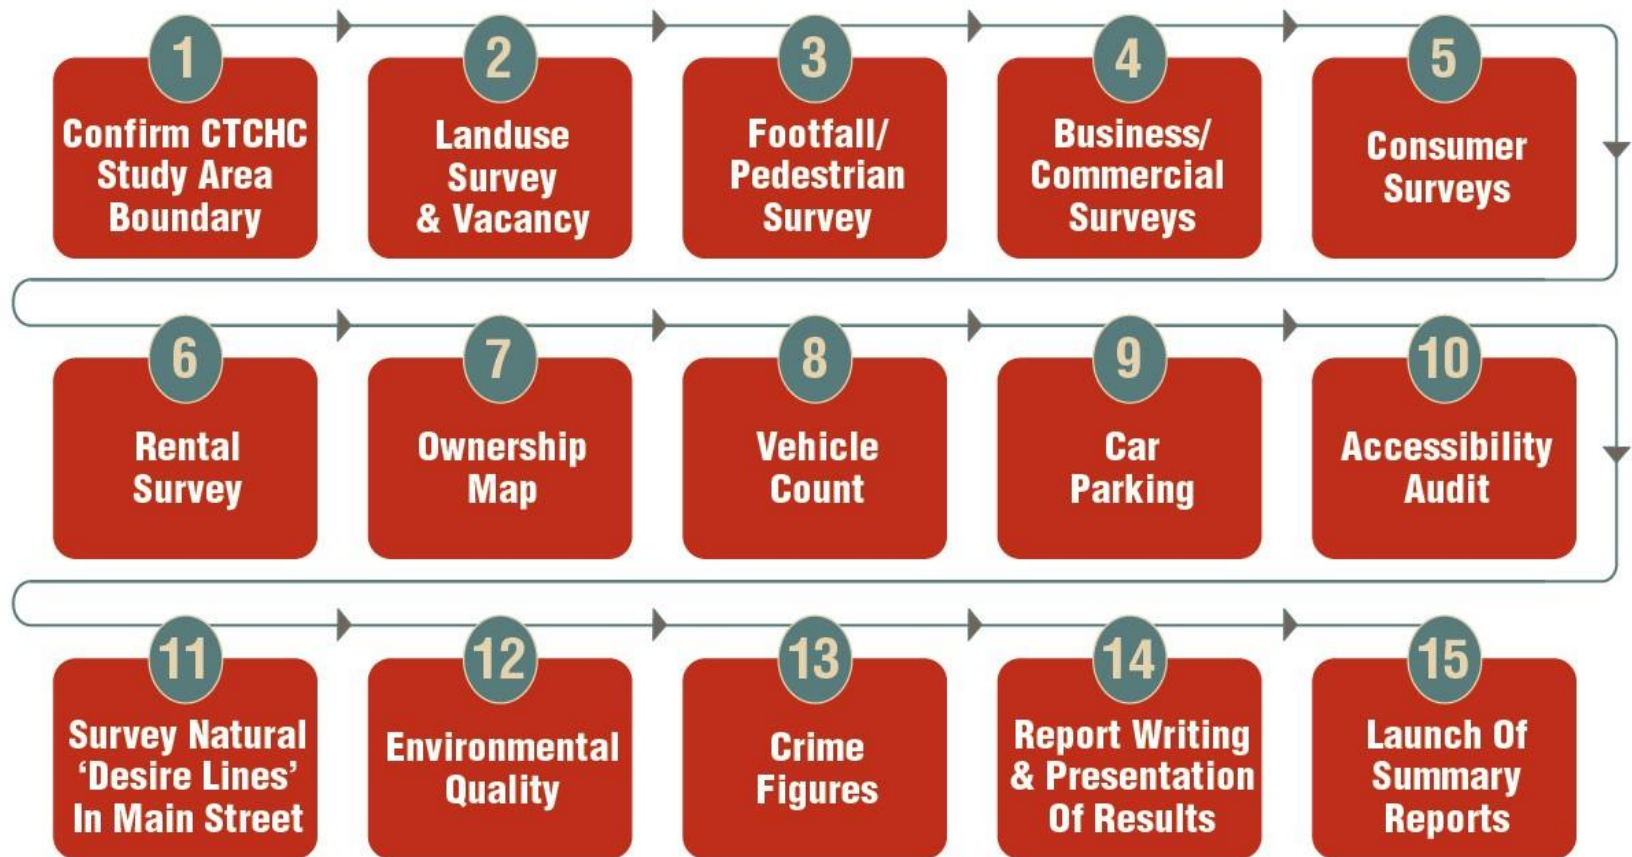 1
Confirm CTCHC
Study Area
Boundary
2
Landuse
Survey
& Vacancy
3
Footfall/
Pedestrian
Survey
4
Business/
Commercial
Surveys
5
Consumer
Surveys
6
Rental
Survey
7
Ownership
Map
8
Vehicle
Count
9
Car
Parking
10
Accessibility
Audit
11
Survey Natural
‘Desire Lines’
In Main Street
12
Environmental
Quality
13
Crime
Figures
14
Report Writing
& Presentation
Of Results
15
Launch Of
Summary
Reports